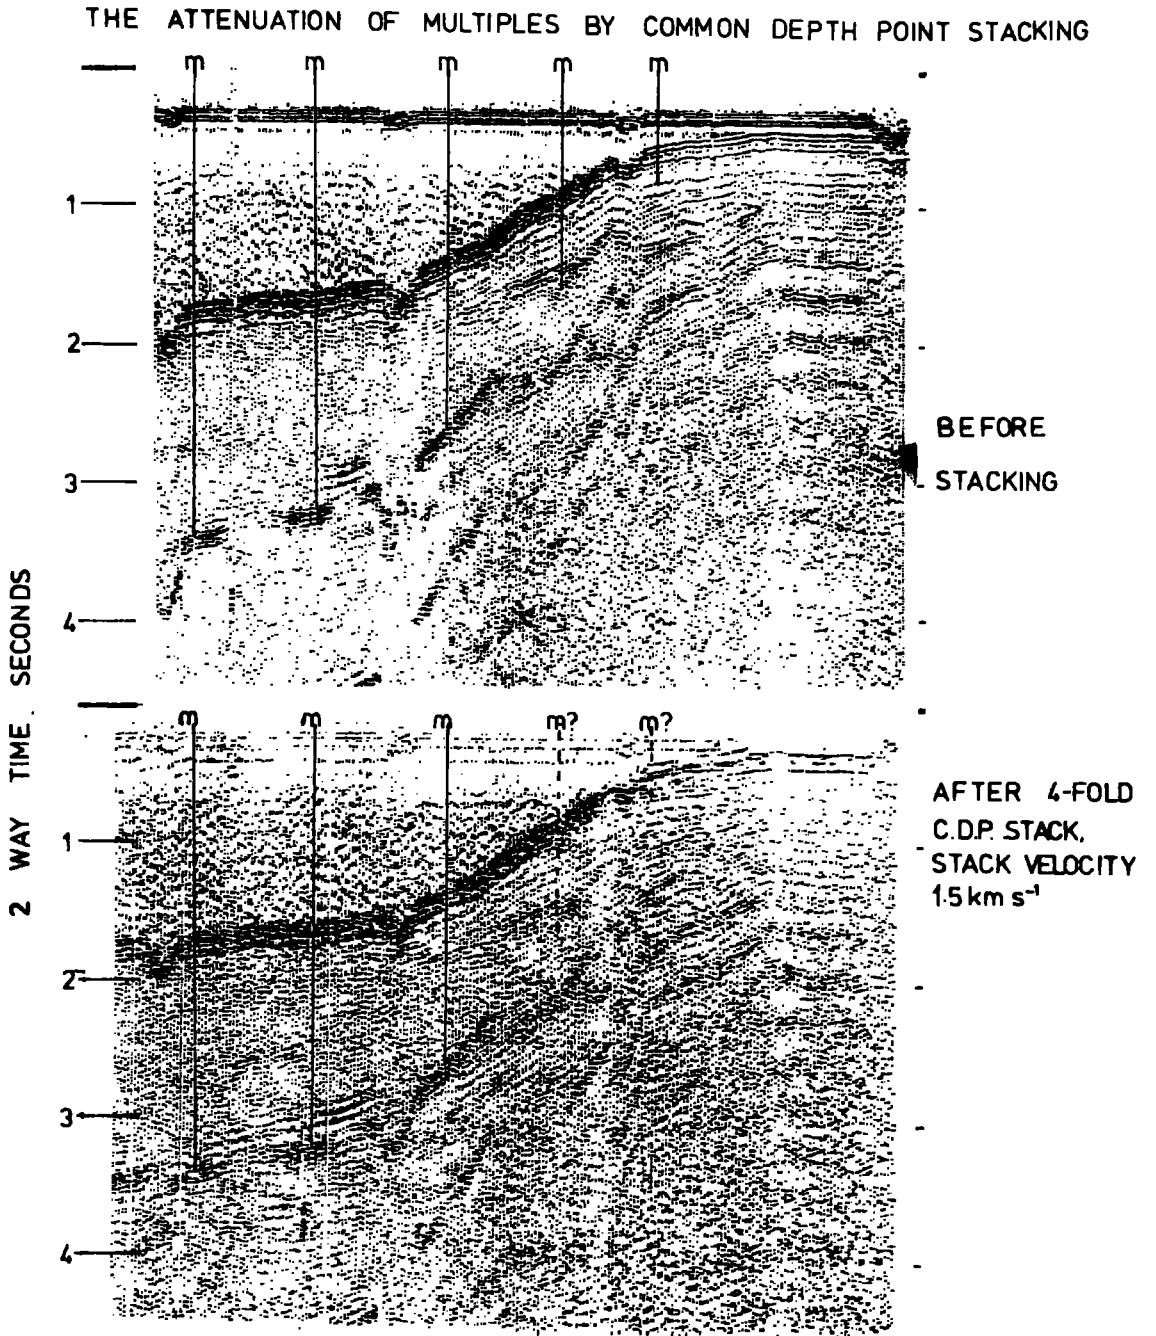 THE ATTENUATION OF MULTIPLES BY COMMON DEPTH POINT STACKING
m m m m m
1
2
3
4
BEFORE
STACKING
2 WAY TIME. SECONDS
m m m m? m?
1
2
3
4
AFTER 4-FOLD
C.D.P. STACK,
STACK VELOCITY
1·5 km s⁻¹